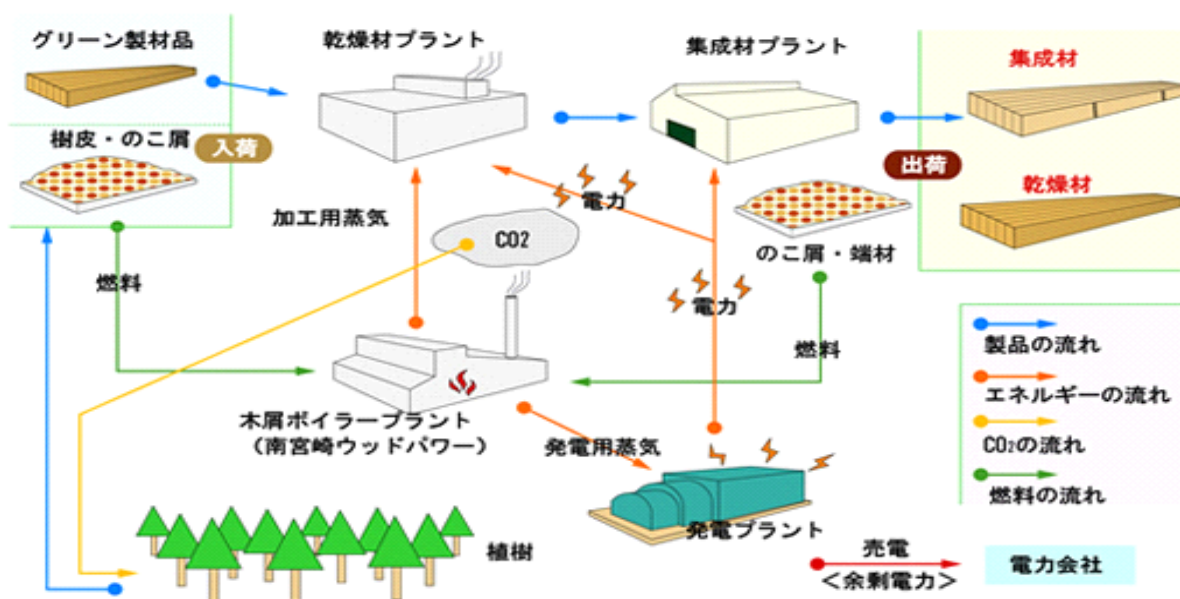 グリーン製材品
乾燥材プラント
集成材プラント
集成材
樹皮・のこ屑
入荷
出荷
乾燥材
電力
加工用蒸気
CO2
のこ屑・端材
燃料
電力
燃料
製品の流れ
エネルギーの流れ
CO2の流れ
燃料の流れ
木屑ボイラープラント
(南宮崎ウッドパワー)
発電用蒸気
発電プラント
植樹
売電
<余剰電力>
電力会社